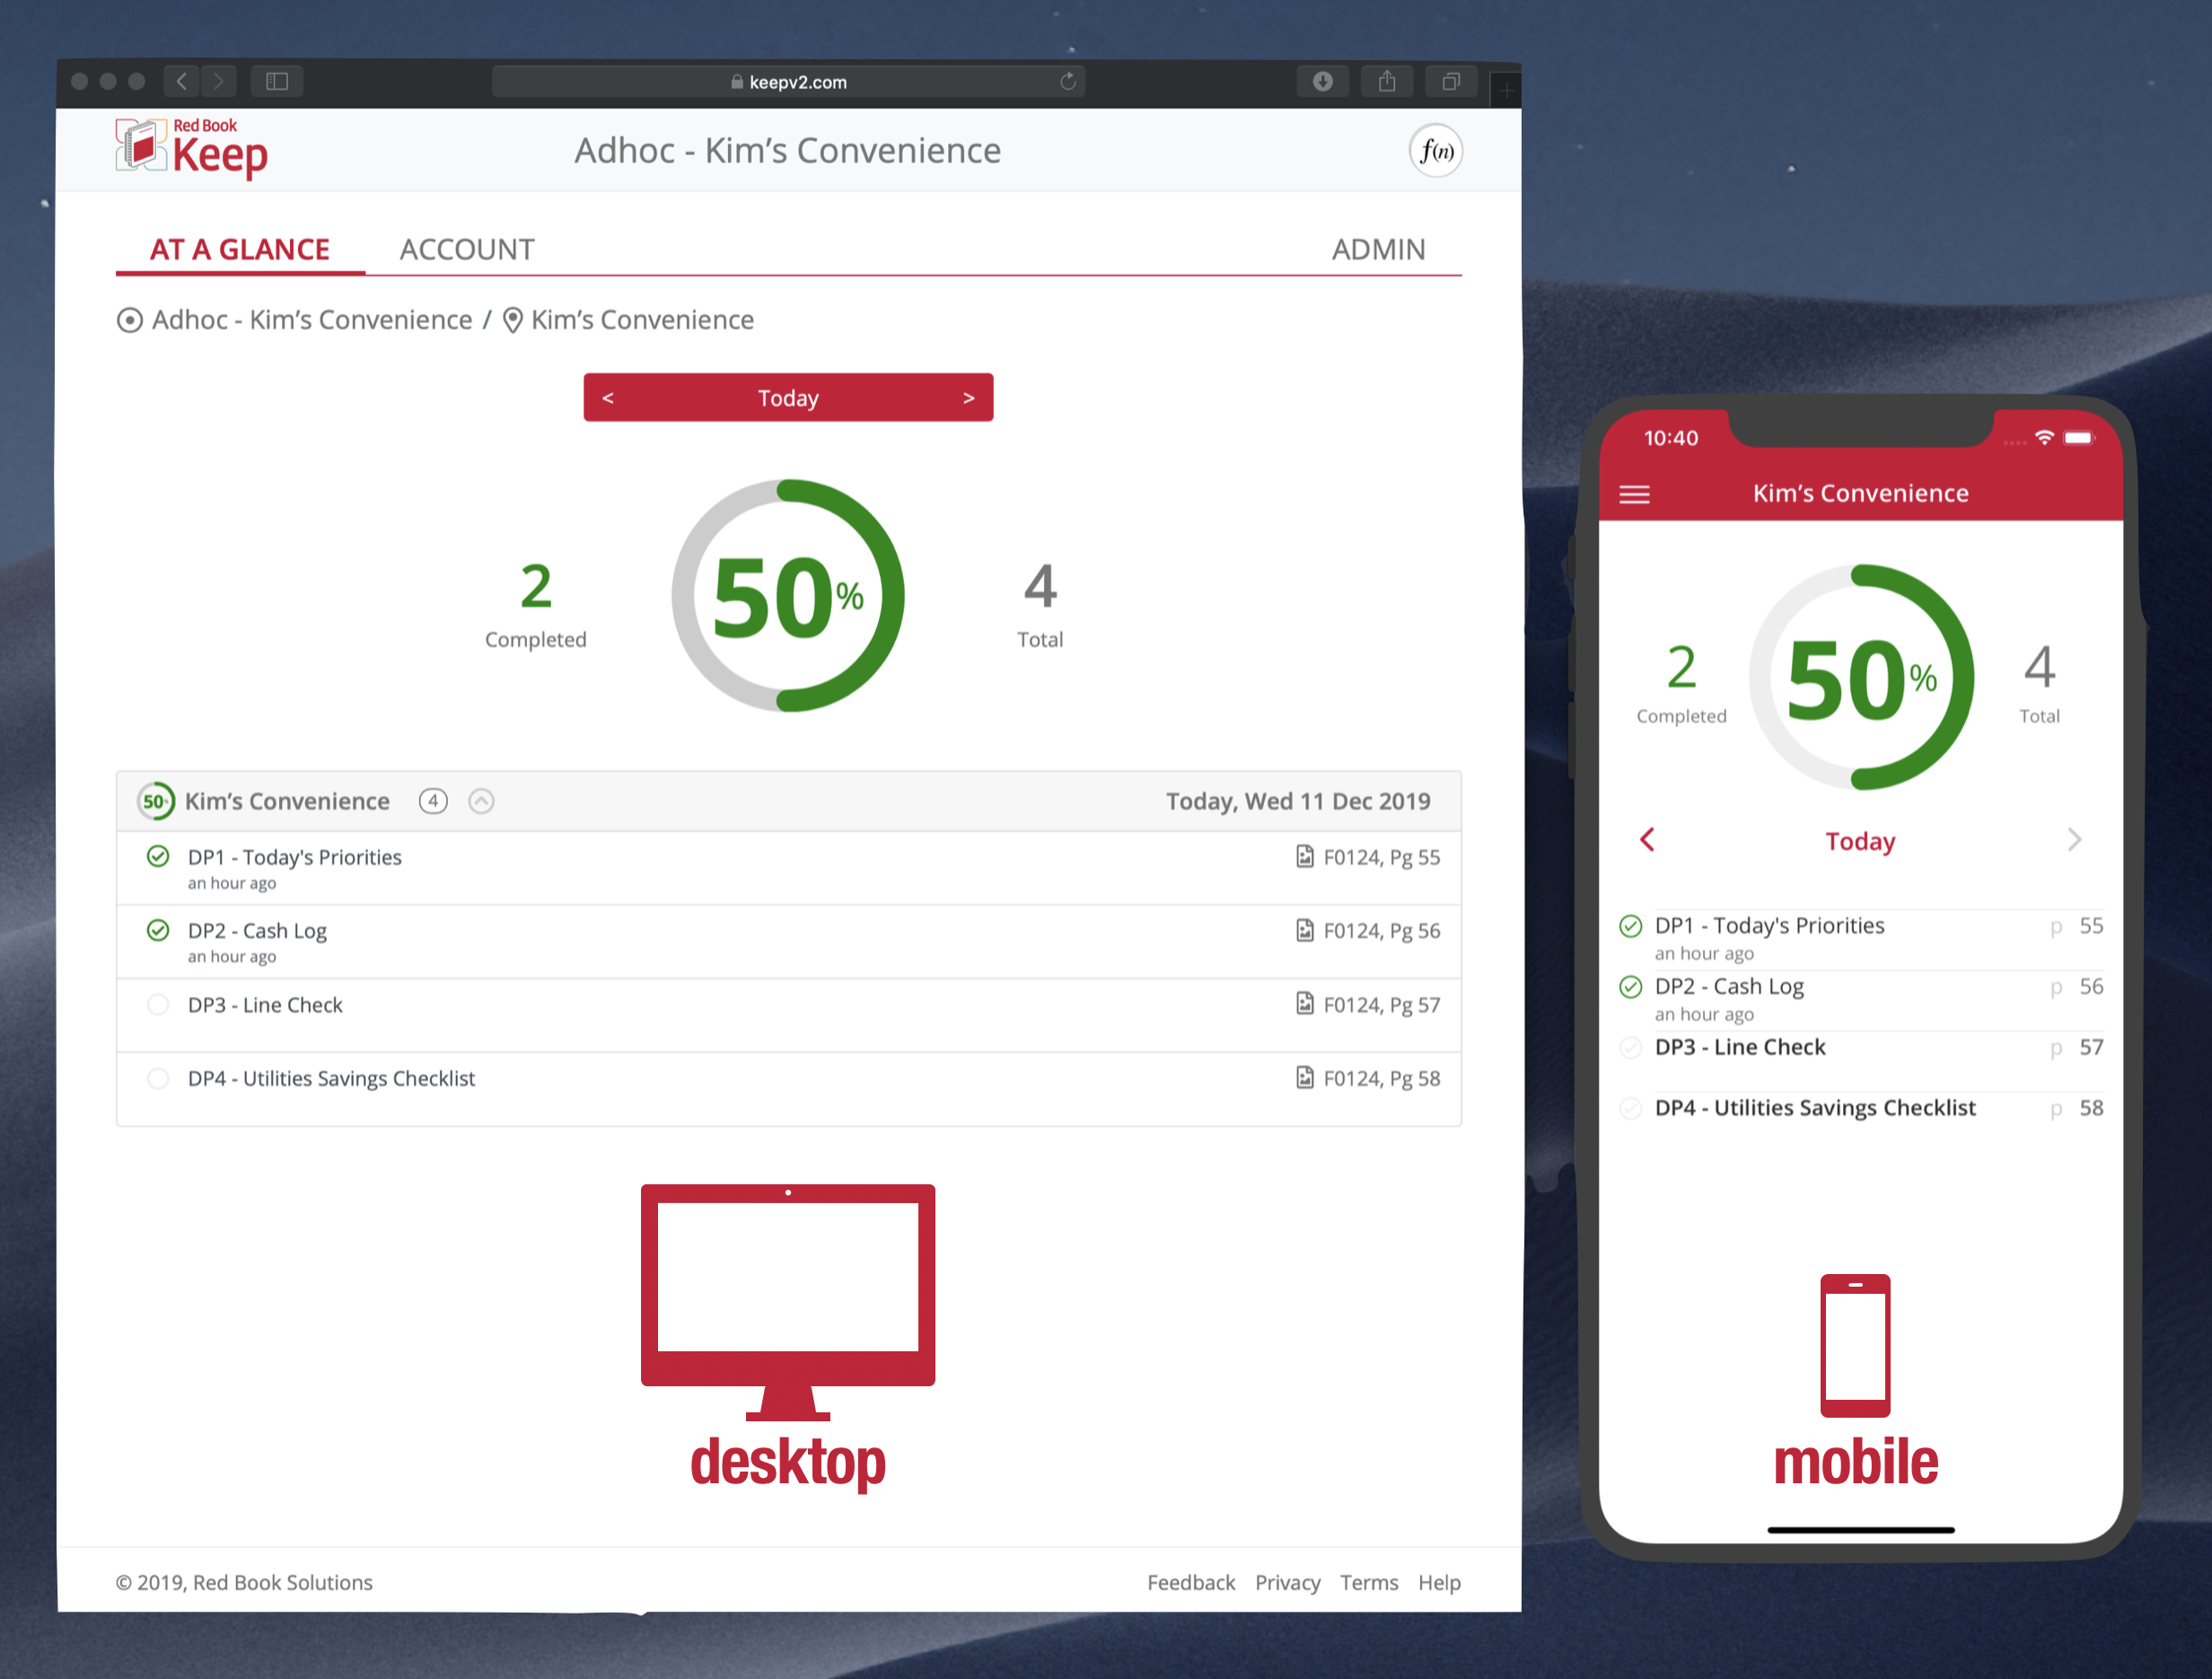 keepv2.com
Red Book
Keep
Adhoc - Kim's Convenience
f(n)
AT A GLANCE
ACCOUNT
ADMIN
Adhoc - Kim's Convenience / Kim's Convenience
< Today >
2
Completed
50%
4
Total
50% Kim's Convenience 4 Today, Wed 11 Dec 2019
DP1 - Today's Priorities F0124, Pg 55
an hour ago
DP2 - Cash Log F0124, Pg 56
an hour ago
DP3 - Line Check F0124, Pg 57
DP4 - Utilities Savings Checklist F0124, Pg 58
desktop
© 2019, Red Book Solutions Feedback Privacy Terms Help
10:40
Kim's Convenience
2
Completed
50%
4
Total
Today
DP1 - Today's Priorities p 55
an hour ago
DP2 - Cash Log p 56
an hour ago
DP3 - Line Check p 57
DP4 - Utilities Savings Checklist p 58
mobile